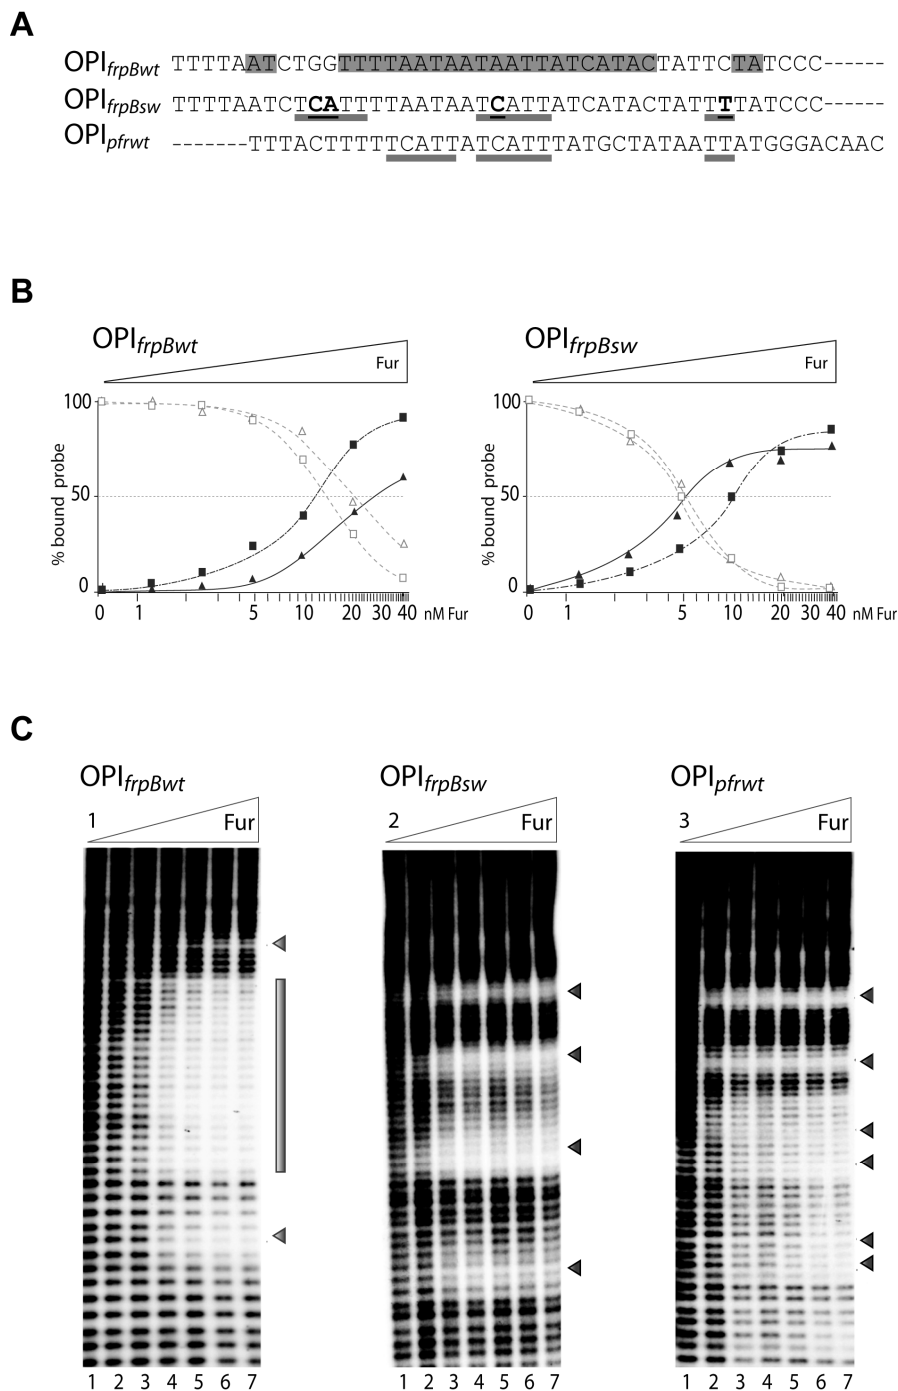 A
OPIfrpBwt TTTTAATCTGGTTTTAATAATAATTATCATACTATTCTATCCC------
OPIfrpBsw TTTTAATCTCATTTTAATAATCATTATCATACTATTTTATCCC------
OPIpfrwt -------TTTACTTTTTCATTATCATTTATGCTATAATTATGGGACAAC
B
OPIfrpBwt OPIfrpBsw
Fur Fur
100 100
50 50
0 0
% bound probe % bound probe
0 1 5 10 20 30 40 nM Fur 0 1 5 10 20 30 40 nM Fur
C
OPIfrpBwt OPIfrpBsw OPIpfrwt
1 Fur 2 Fur 3 Fur
1 2 3 4 5 6 7 1 2 3 4 5 6 7 1 2 3 4 5 6 7